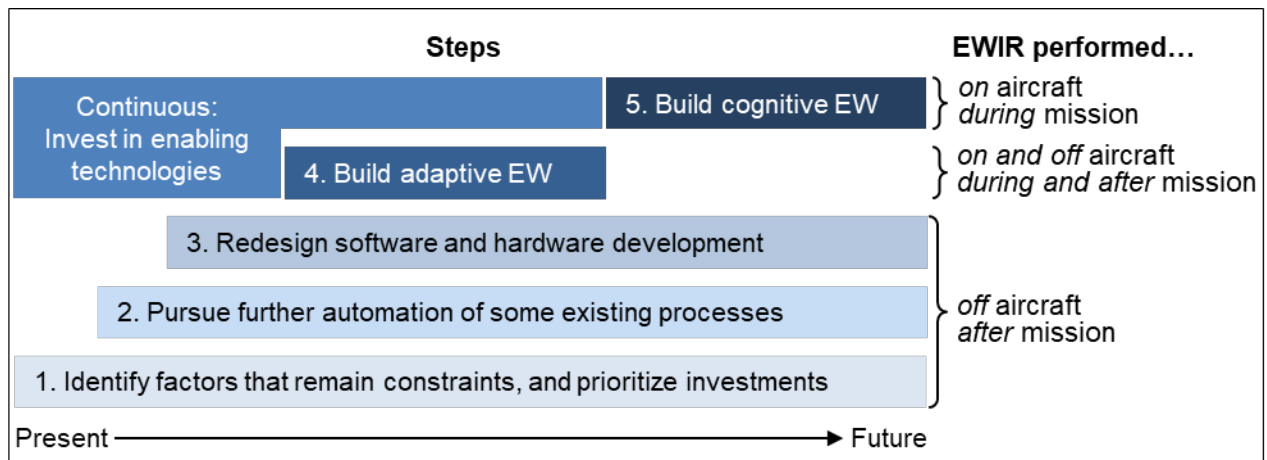 Steps
EWIR performed…
Continuous:
Invest in enabling
technologies
5. Build cognitive EW
on aircraft
during mission
4. Build adaptive EW
on and off aircraft
during and after mission
3. Redesign software and hardware development
2. Pursue further automation of some existing processes
off aircraft
after mission
1. Identify factors that remain constraints, and prioritize investments
Present
Future